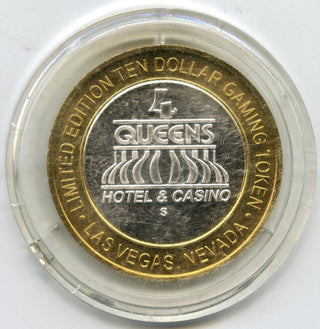 LIMITED EDITION TEN DOLLAR GAMING TOKEN
4
QUEENS
HOTEL & CASINO
S
• LAS VEGAS, NEVADA •